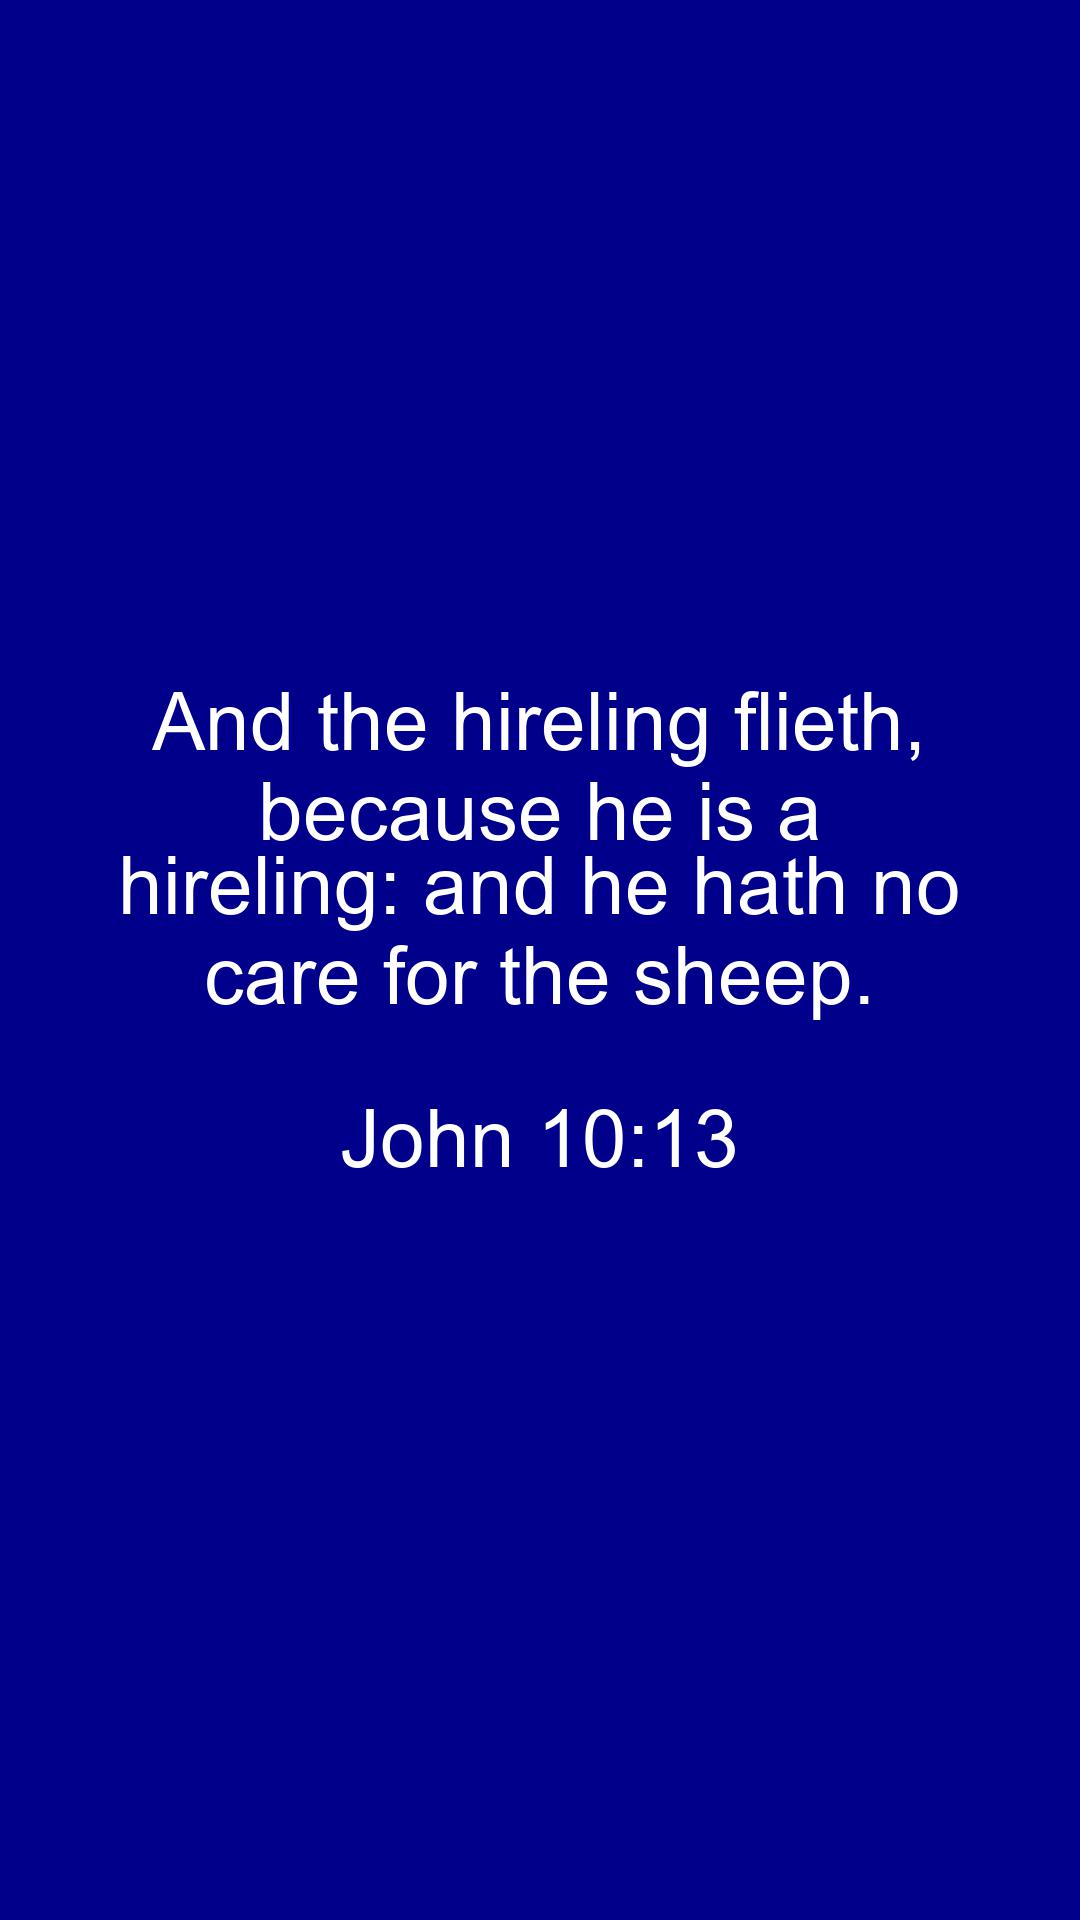 And the hireling flieth,
because he is a
hireling: and he hath no
care for the sheep.
John 10:13